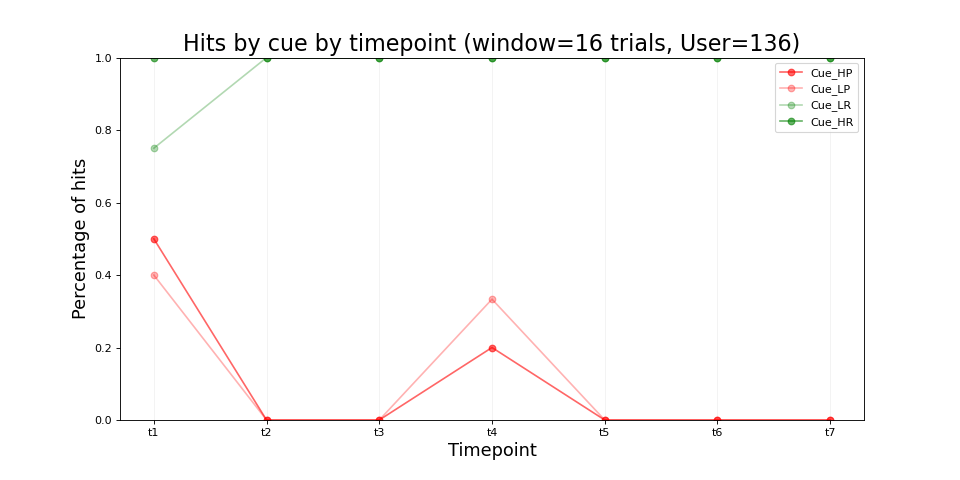 Hits by cue by timepoint (window=16 trials, User=136)
Percentage of hits
1.0
0.8
0.6
0.4
0.2
0.0
Cue_HP
Cue_LP
Cue_LR
Cue_HR
t1 t2 t3 t4 t5 t6 t7
Timepoint